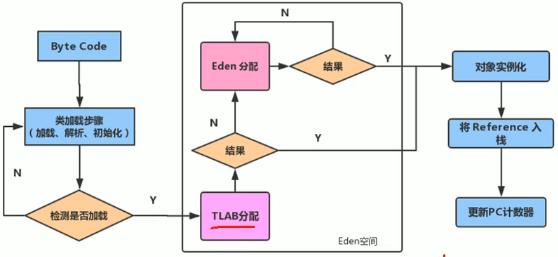 Byte Code
类加载步骤
（加载、解析、初始化）
N
检测是否加载
Y
N
Eden 分配
结果
Y
N
结果
Y
TLAB分配
Eden空间
对象实例化
将 Reference 入
栈
更新PC计数器